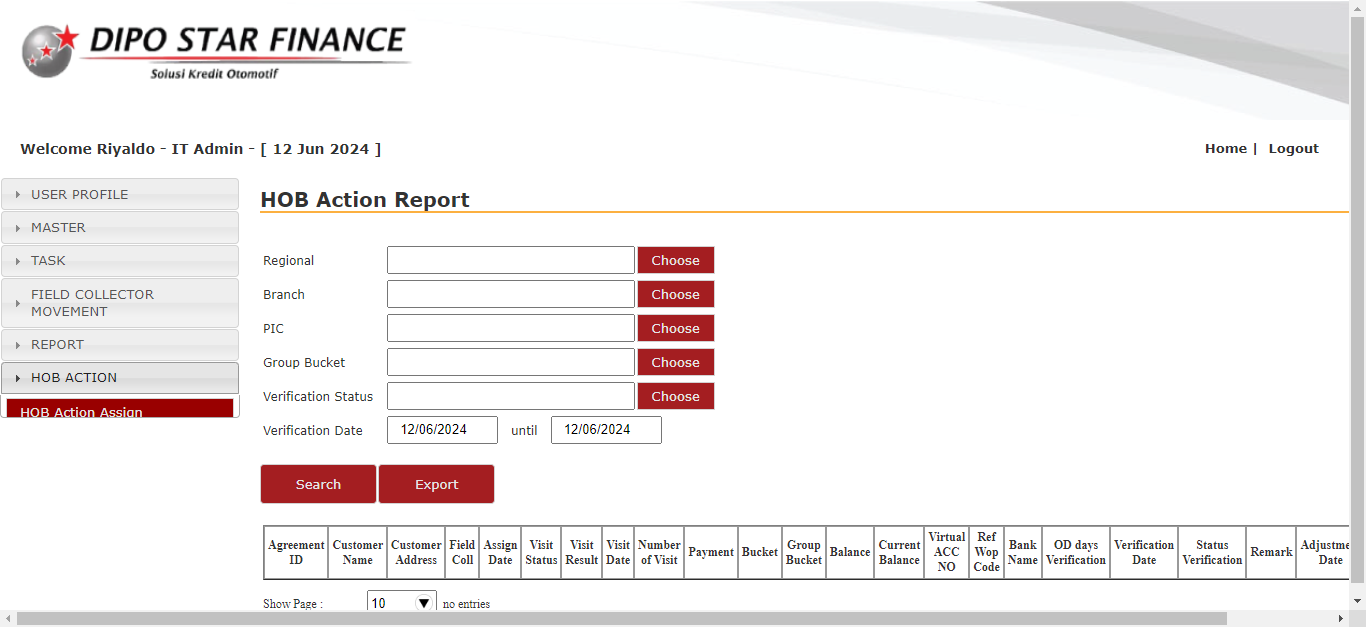 DIPO STAR FINANCE
Solusi Kredit Otomotif
Welcome Riyaldo - IT Admin - [ 12 Jun 2024 ]
Home | Logout
USER PROFILE
MASTER
TASK
FIELD COLLECTOR
MOVEMENT
REPORT
HOB ACTION
HOB Action Assign
HOB Action Report
Regional Choose
Branch Choose
PIC Choose
Group Bucket Choose
Verification Status Choose
Verification Date 12/06/2024 until 12/06/2024
Search Export
Agreement ID Customer Name Customer Address Field Coll Assign Date Visit Status Visit Result Visit Date Number of Visit Payment Bucket Group Bucket Balance Current Balance Virtual ACC NO Ref Wop Code Bank Name OD days Verification Verification Date Status Verification Remark Adjustme Date
Show Page : 10 no entries